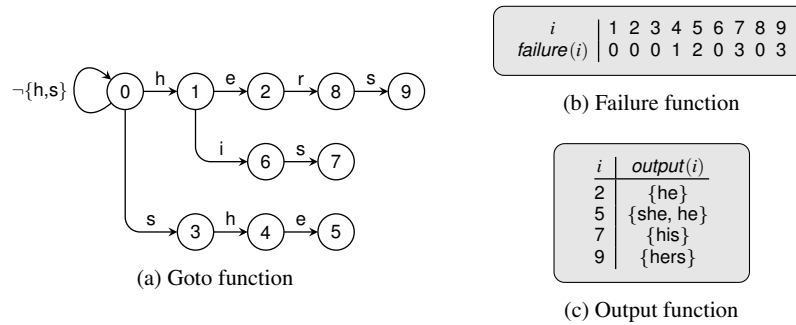 ¬{h,s}
0
h
1
e
2
r
8
s
9
i
6
s
7
s
3
h
4
e
5
(a) Goto function
i 1 2 3 4 5 6 7 8 9
failure(i) 0 0 0 1 2 0 3 0 3
(b) Failure function
i output(i)
2 {he}
5 {she, he}
7 {his}
9 {hers}
(c) Output function